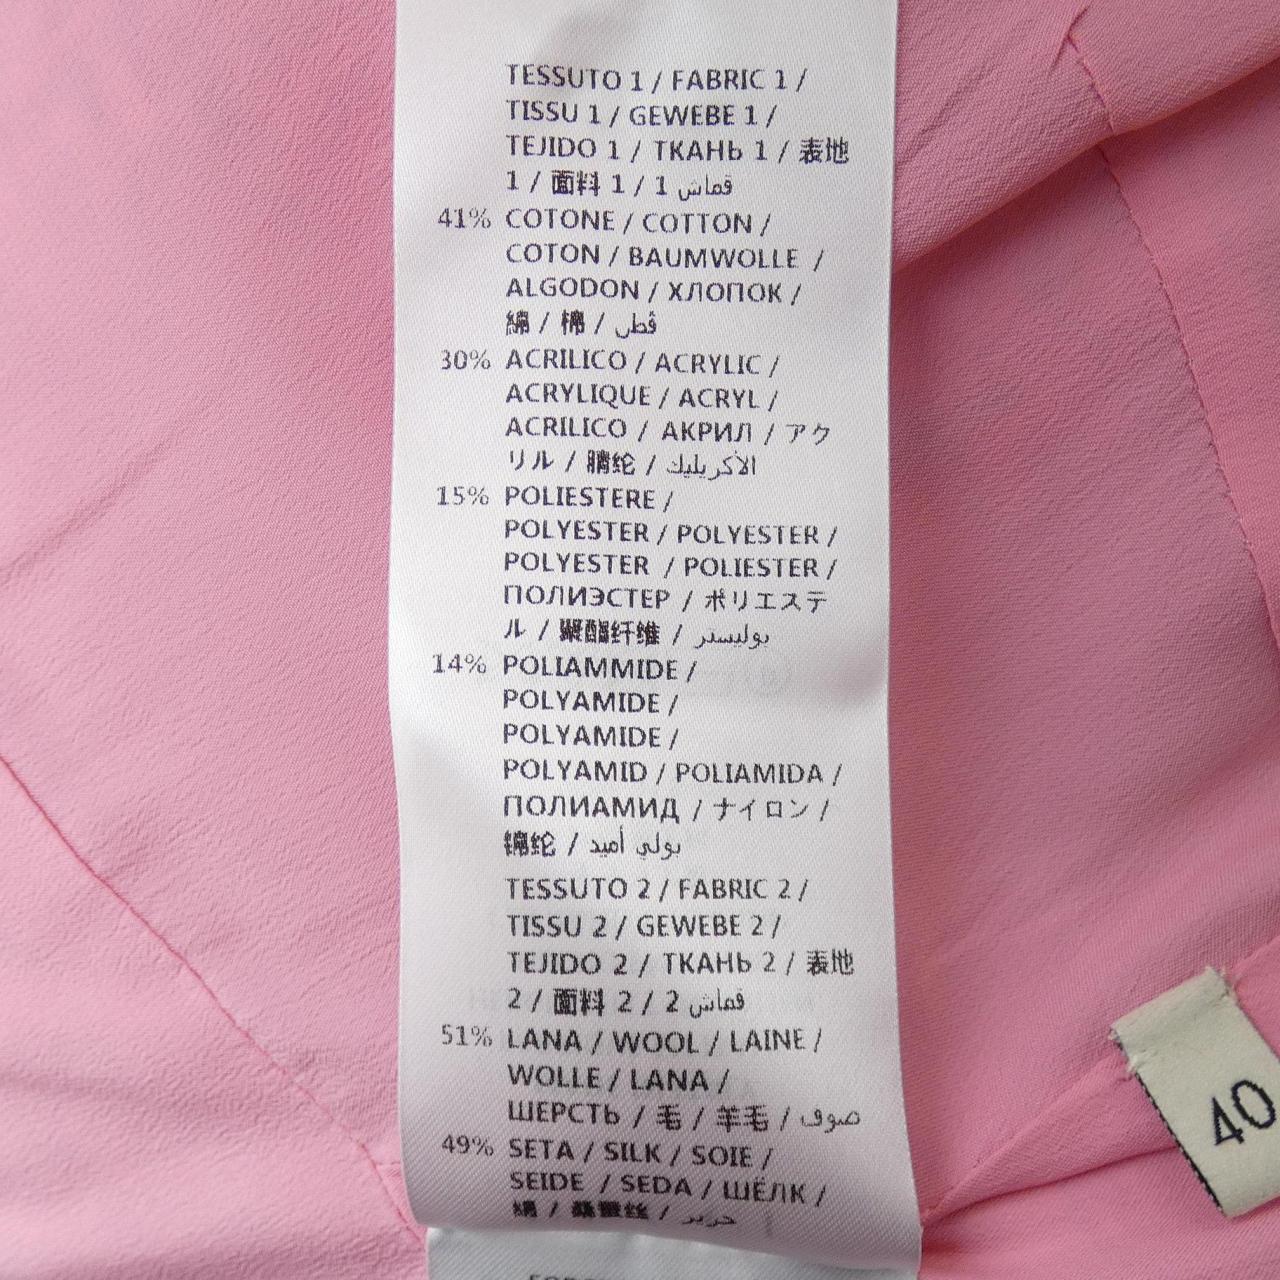 TESSUTO 1 / FABRIC 1 /
TISSU 1 / GEWEBE 1 /
TEJIDO 1 / ТКАНЬ 1 / 表地
1 / 面料 1 / 1 قماش
41% COTONE / COTTON /
COTON / BAUMWOLLE /
ALGODON / ХЛОПОК /
綿 / 棉 / قطن
30% ACRILICO / ACRYLIC /
ACRYLIQUE / ACRYL /
ACRILICO / АКРИЛ / アク
リル / 腈纶 / الأكريليك
15% POLIESTERE /
POLYESTER / POLYESTER /
POLYESTER / POLIESTER /
ПОЛИЭСТЕР / ポリエステ
ル / 聚酯纤维 / بوليستر
14% POLIAMMIDE /
POLYAMIDE /
POLYAMIDE /
POLYAMID / POLIAMIDA /
ПОЛИАМИД / ナイロン /
锦纶 / بولي أميد
TESSUTO 2 / FABRIC 2 /
TISSU 2 / GEWEBE 2 /
TEJIDO 2 / ТКАНЬ 2 / 表地
2 / 面料 2 / 2 قماش
51% LANA / WOOL / LAINE /
WOLLE / LANA /
ШЕРСТЬ / 毛 / 羊毛 / صوف
49% SETA / SILK / SOIE /
SEIDE / SEDA / ШЁЛК /
絹 / 桑蚕丝 / حرير
40